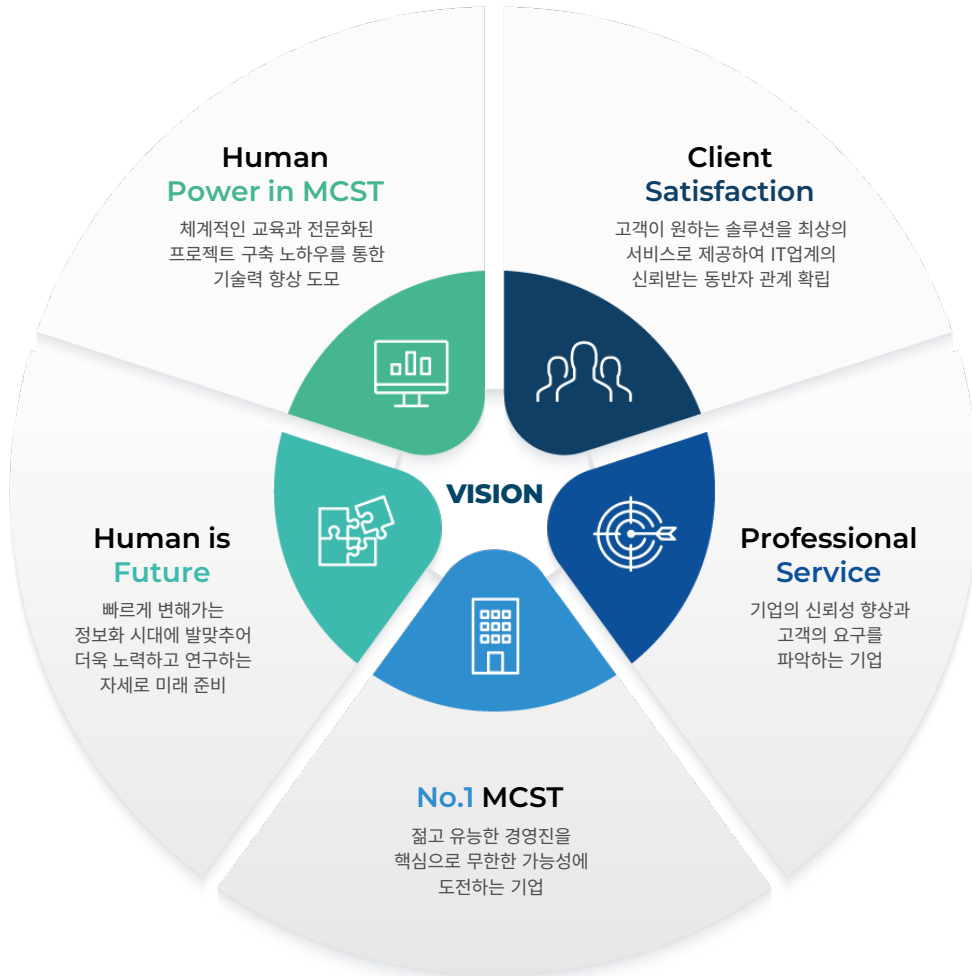 Human
Power in MCST
체계적인 교육과 전문화된
프로젝트 구축 노하우를 통한
기술력 향상 도모
Client
Satisfaction
고객이 원하는 솔루션을 최상의
서비스로 제공하여 IT업계의
신뢰받는 동반자 관계 확립
VISION
Human is
Future
빠르게 변해가는
정보화 시대에 발맞추어
더욱 노력하고 연구하는
자세로 미래 준비
Professional
Service
기업의 신뢰성 향상과
고객의 요구를
파악하는 기업
No.1 MCST
젊고 유능한 경영진을
핵심으로 무한한 가능성에
도전하는 기업